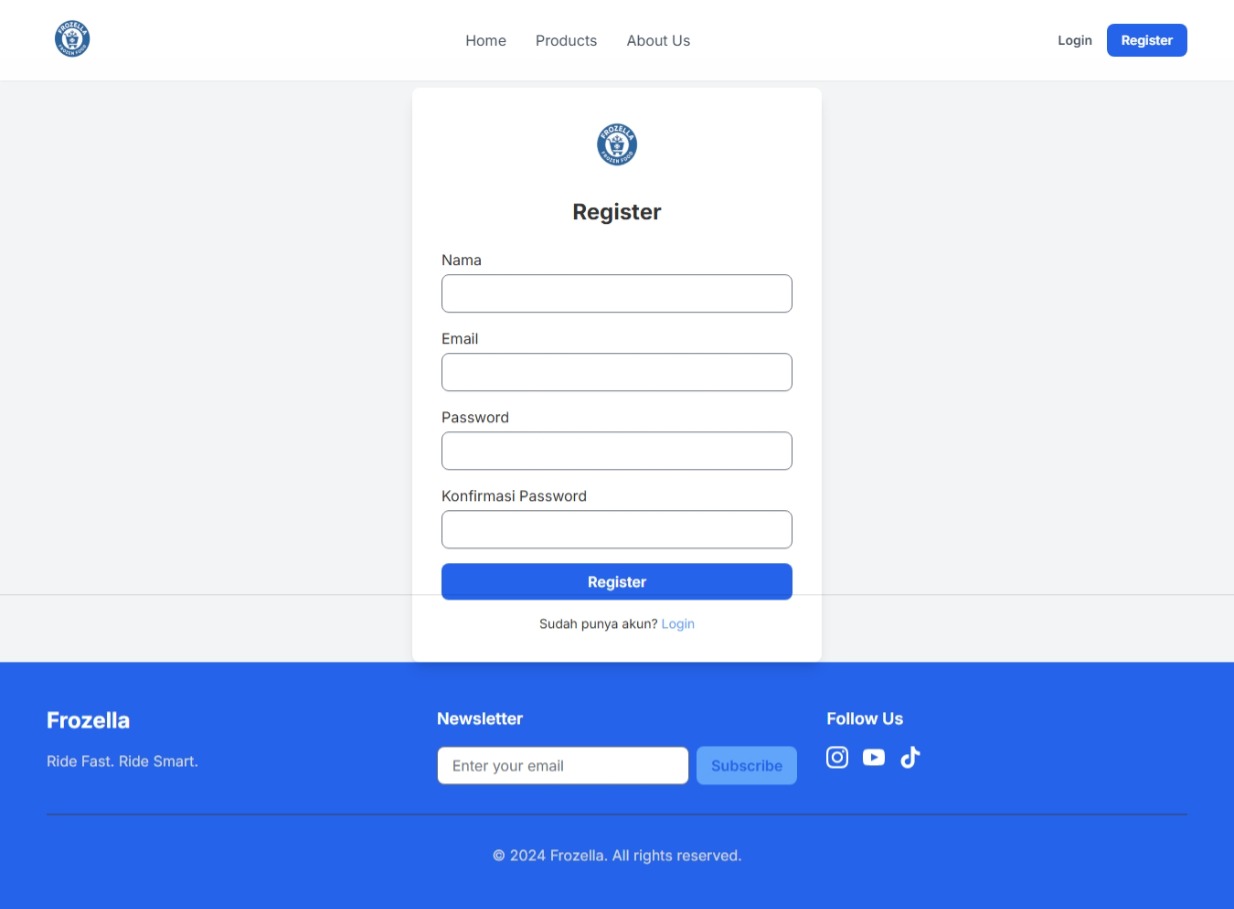 FROZELLA
FROZEN FOOD
Home
Products
About Us
Login
Register
FROZELLA
FROZEN FOOD
Register
Nama
Email
Password
Konfirmasi Password
Register
Sudah punya akun? Login
Frozella
Ride Fast. Ride Smart.
Newsletter
Enter your email
Subscribe
Follow Us
© 2024 Frozella. All rights reserved.